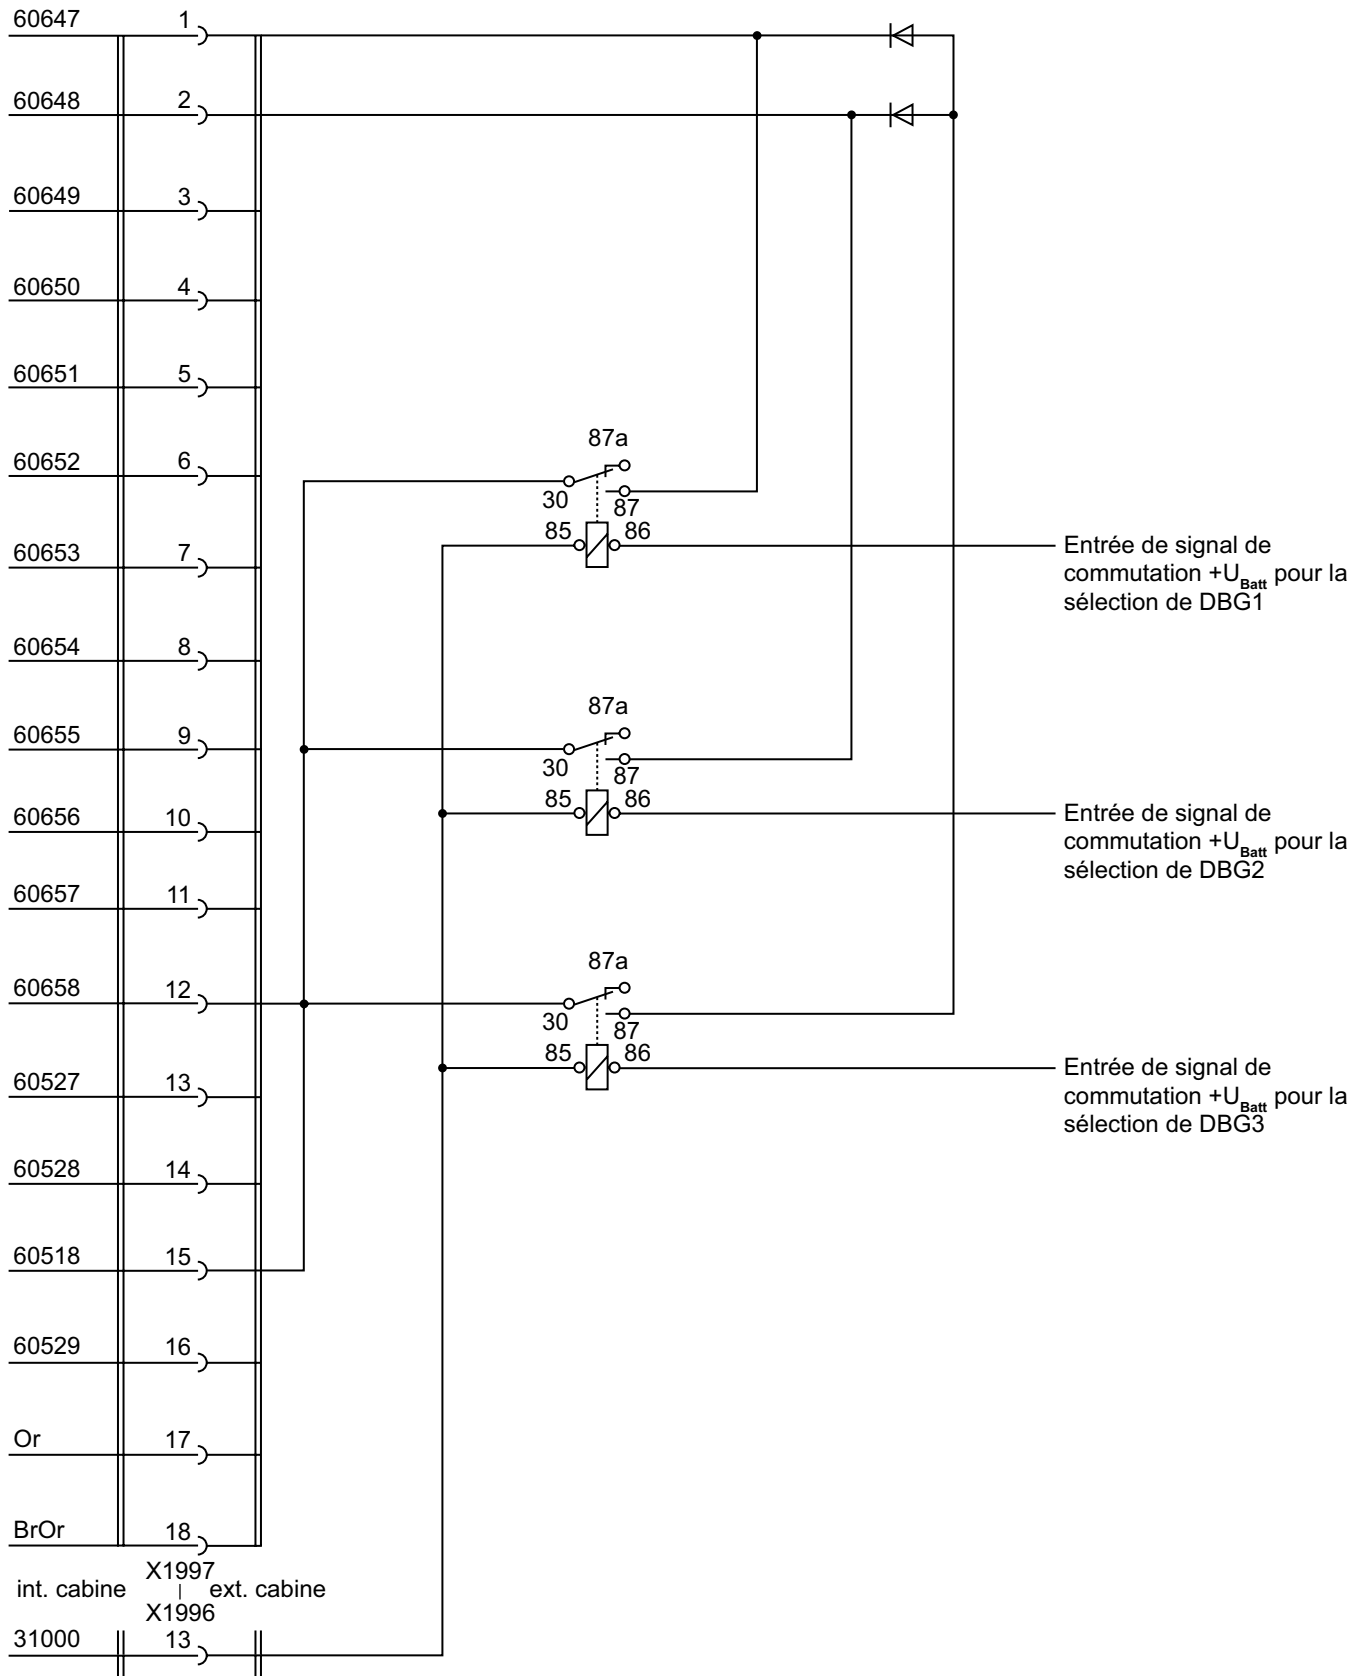 60647 1
60648 2
60649 3
60650 4
60651 5
87a
60652 6
30 87
85 86
60653 7
Entrée de signal de
commutation +UBatt pour la
sélection de DBG1
60654 8
87a
60655 9
30 87
85 86
60656 10
Entrée de signal de
commutation +UBatt pour la
sélection de DBG2
60657 11
87a
60658 12
30 87
85 86
60527 13
Entrée de signal de
commutation +UBatt pour la
sélection de DBG3
60528 14
60518 15
60529 16
Or 17
BrOr 18
X1997
int. cabine ext. cabine
X1996
31000 13